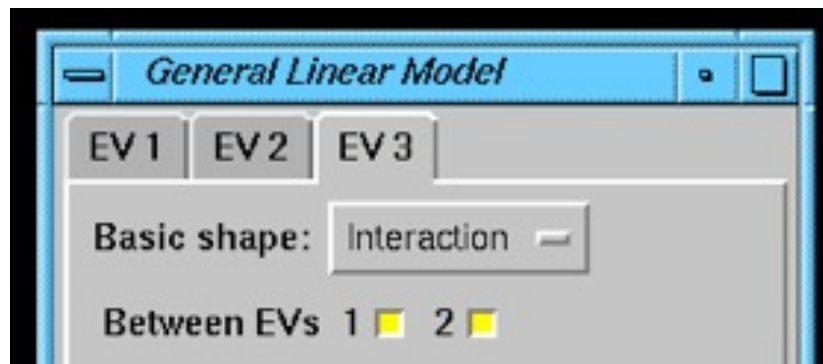 General Linear Model
EV 1 EV 2 EV 3
Basic shape: Interaction
Between EVs 1 2